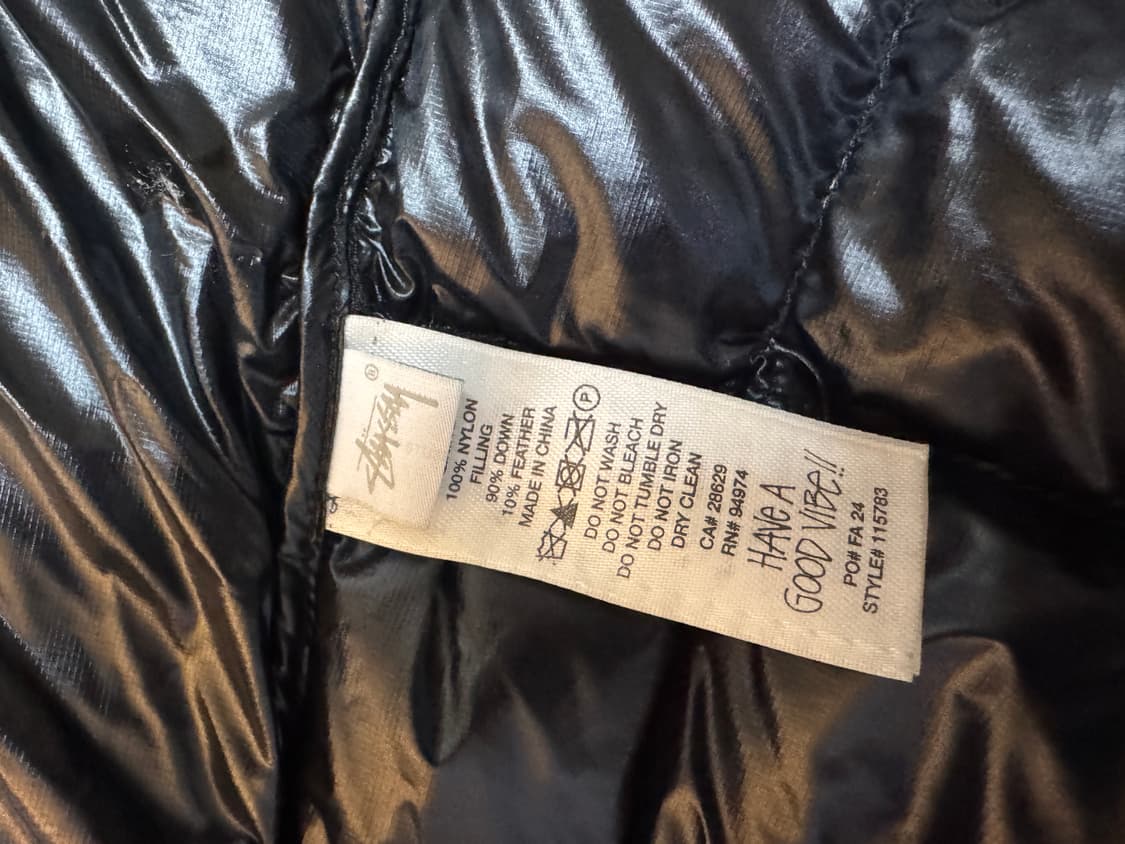 Stüssy
®
100% NYLON
FILLING
90% DOWN
10% FEATHER
MADE IN CHINA
P
DO NOT WASH
DO NOT BLEACH
DO NOT TUMBLE DRY
DO NOT IRON
DRY CLEAN
CA# 28629
RN# 94974
HAVE A
GOOD VIBE!!
PO# FA 24
STYLE# 115783